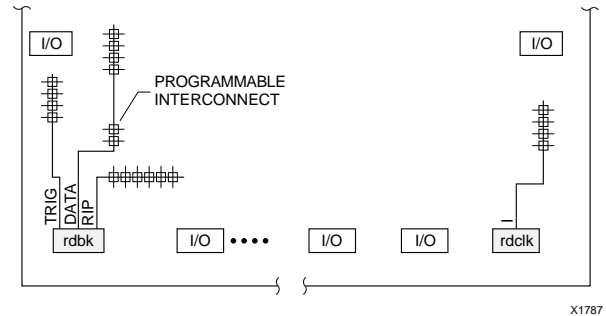 I/O
I/O
PROGRAMMABLE
INTERCONNECT
TRIG
DATA
RIP
I
rdbk
I/O
I/O
I/O
rdclk
X1787